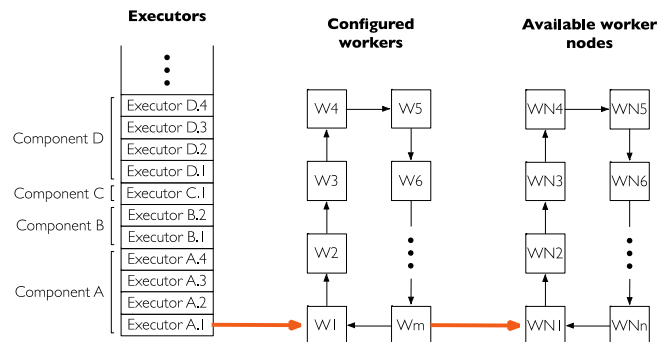 Executors
Configured workers
Available worker nodes
Executor D.4
Executor D.3
Executor D.2
Executor D.1
Executor C.1
Executor B.2
Executor B.1
Executor A.4
Executor A.3
Executor A.2
Executor A.1
Component D
Component C
Component B
Component A
W4
W5
W3
W6
W2
W1
Wm
WN4
WN5
WN3
WN6
WN2
WN1
WNn